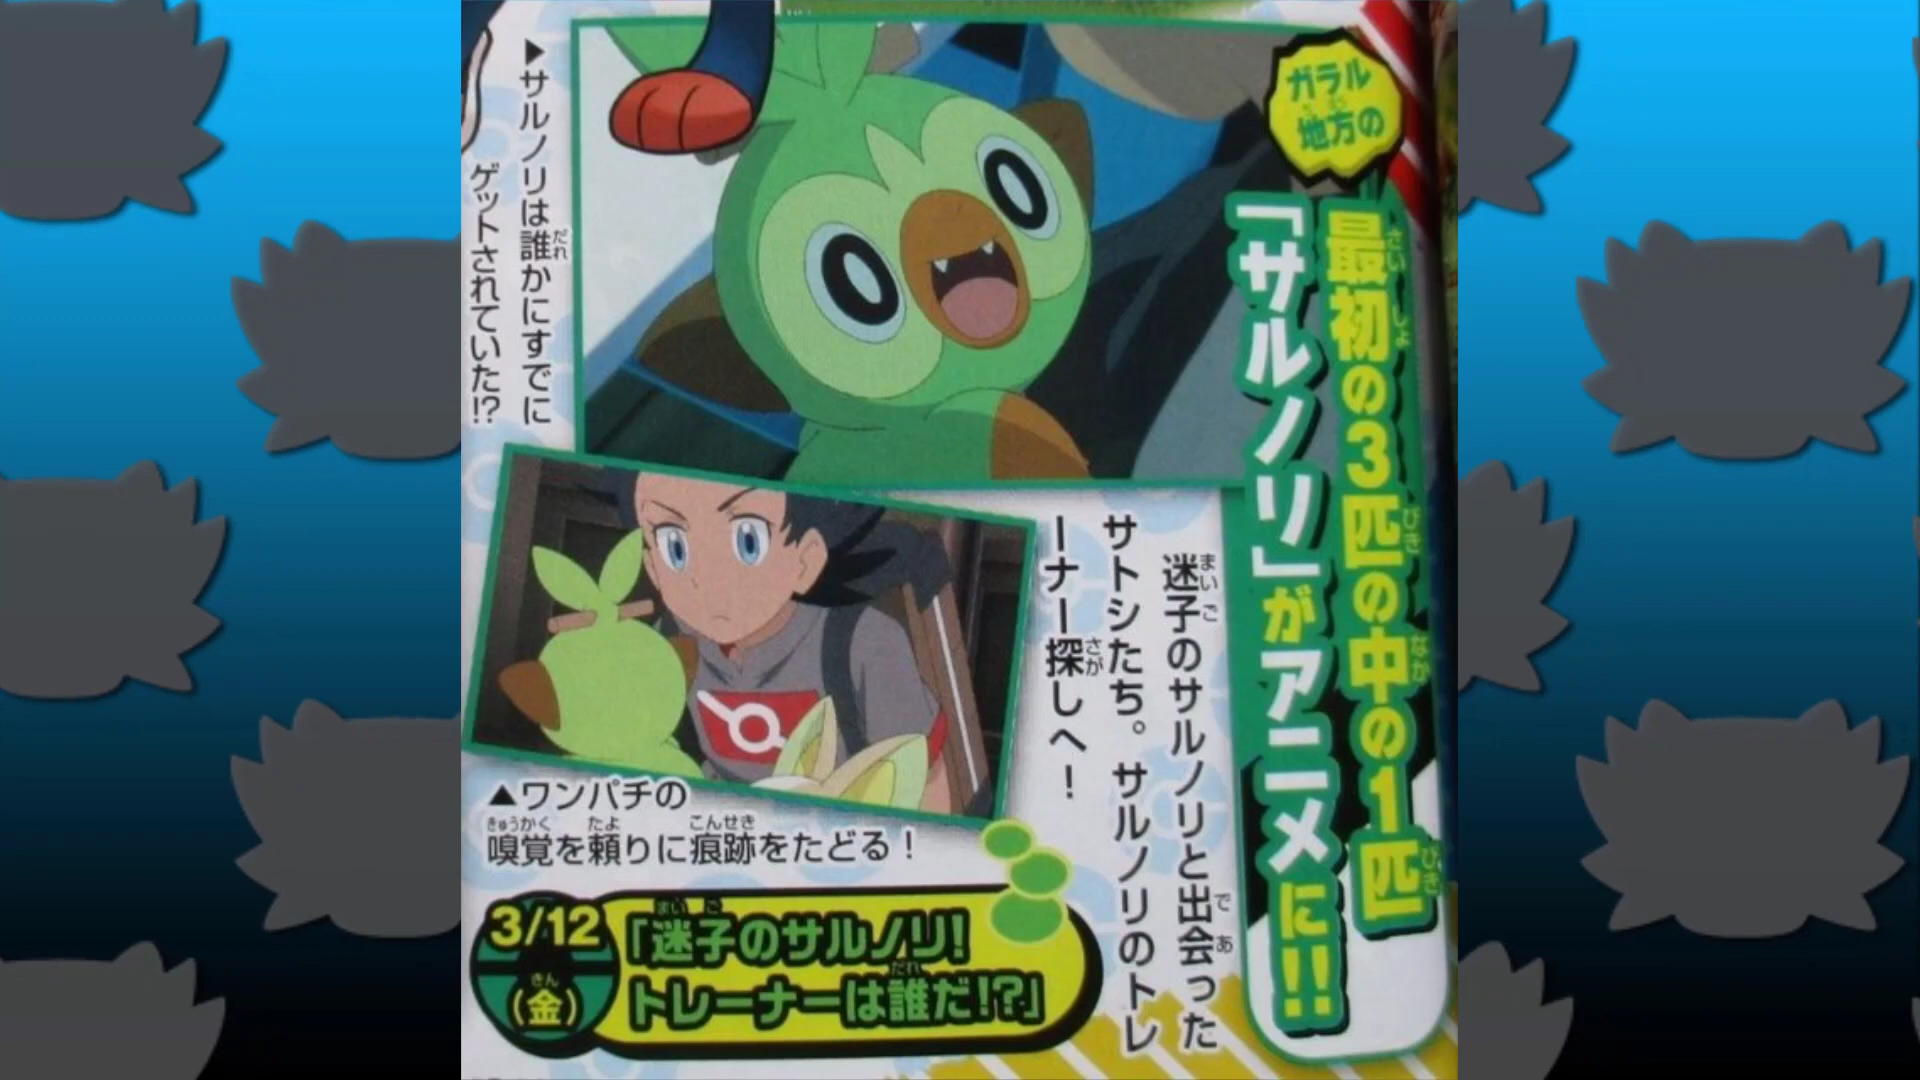 ガラル
地方の
最初の3匹の中の1匹
「サルノリ」がアニメに!!
迷子のサルノリと出会った
サトシたち。サルノリのトレ
ーナー探しへ！
▶サルノリは誰かにすでに
ゲットされていた!?
▲ワンパチの
嗅覚を頼りに痕跡をたどる！
3/12
(金)
「迷子のサルノリ!
トレーナーは誰だ!?」